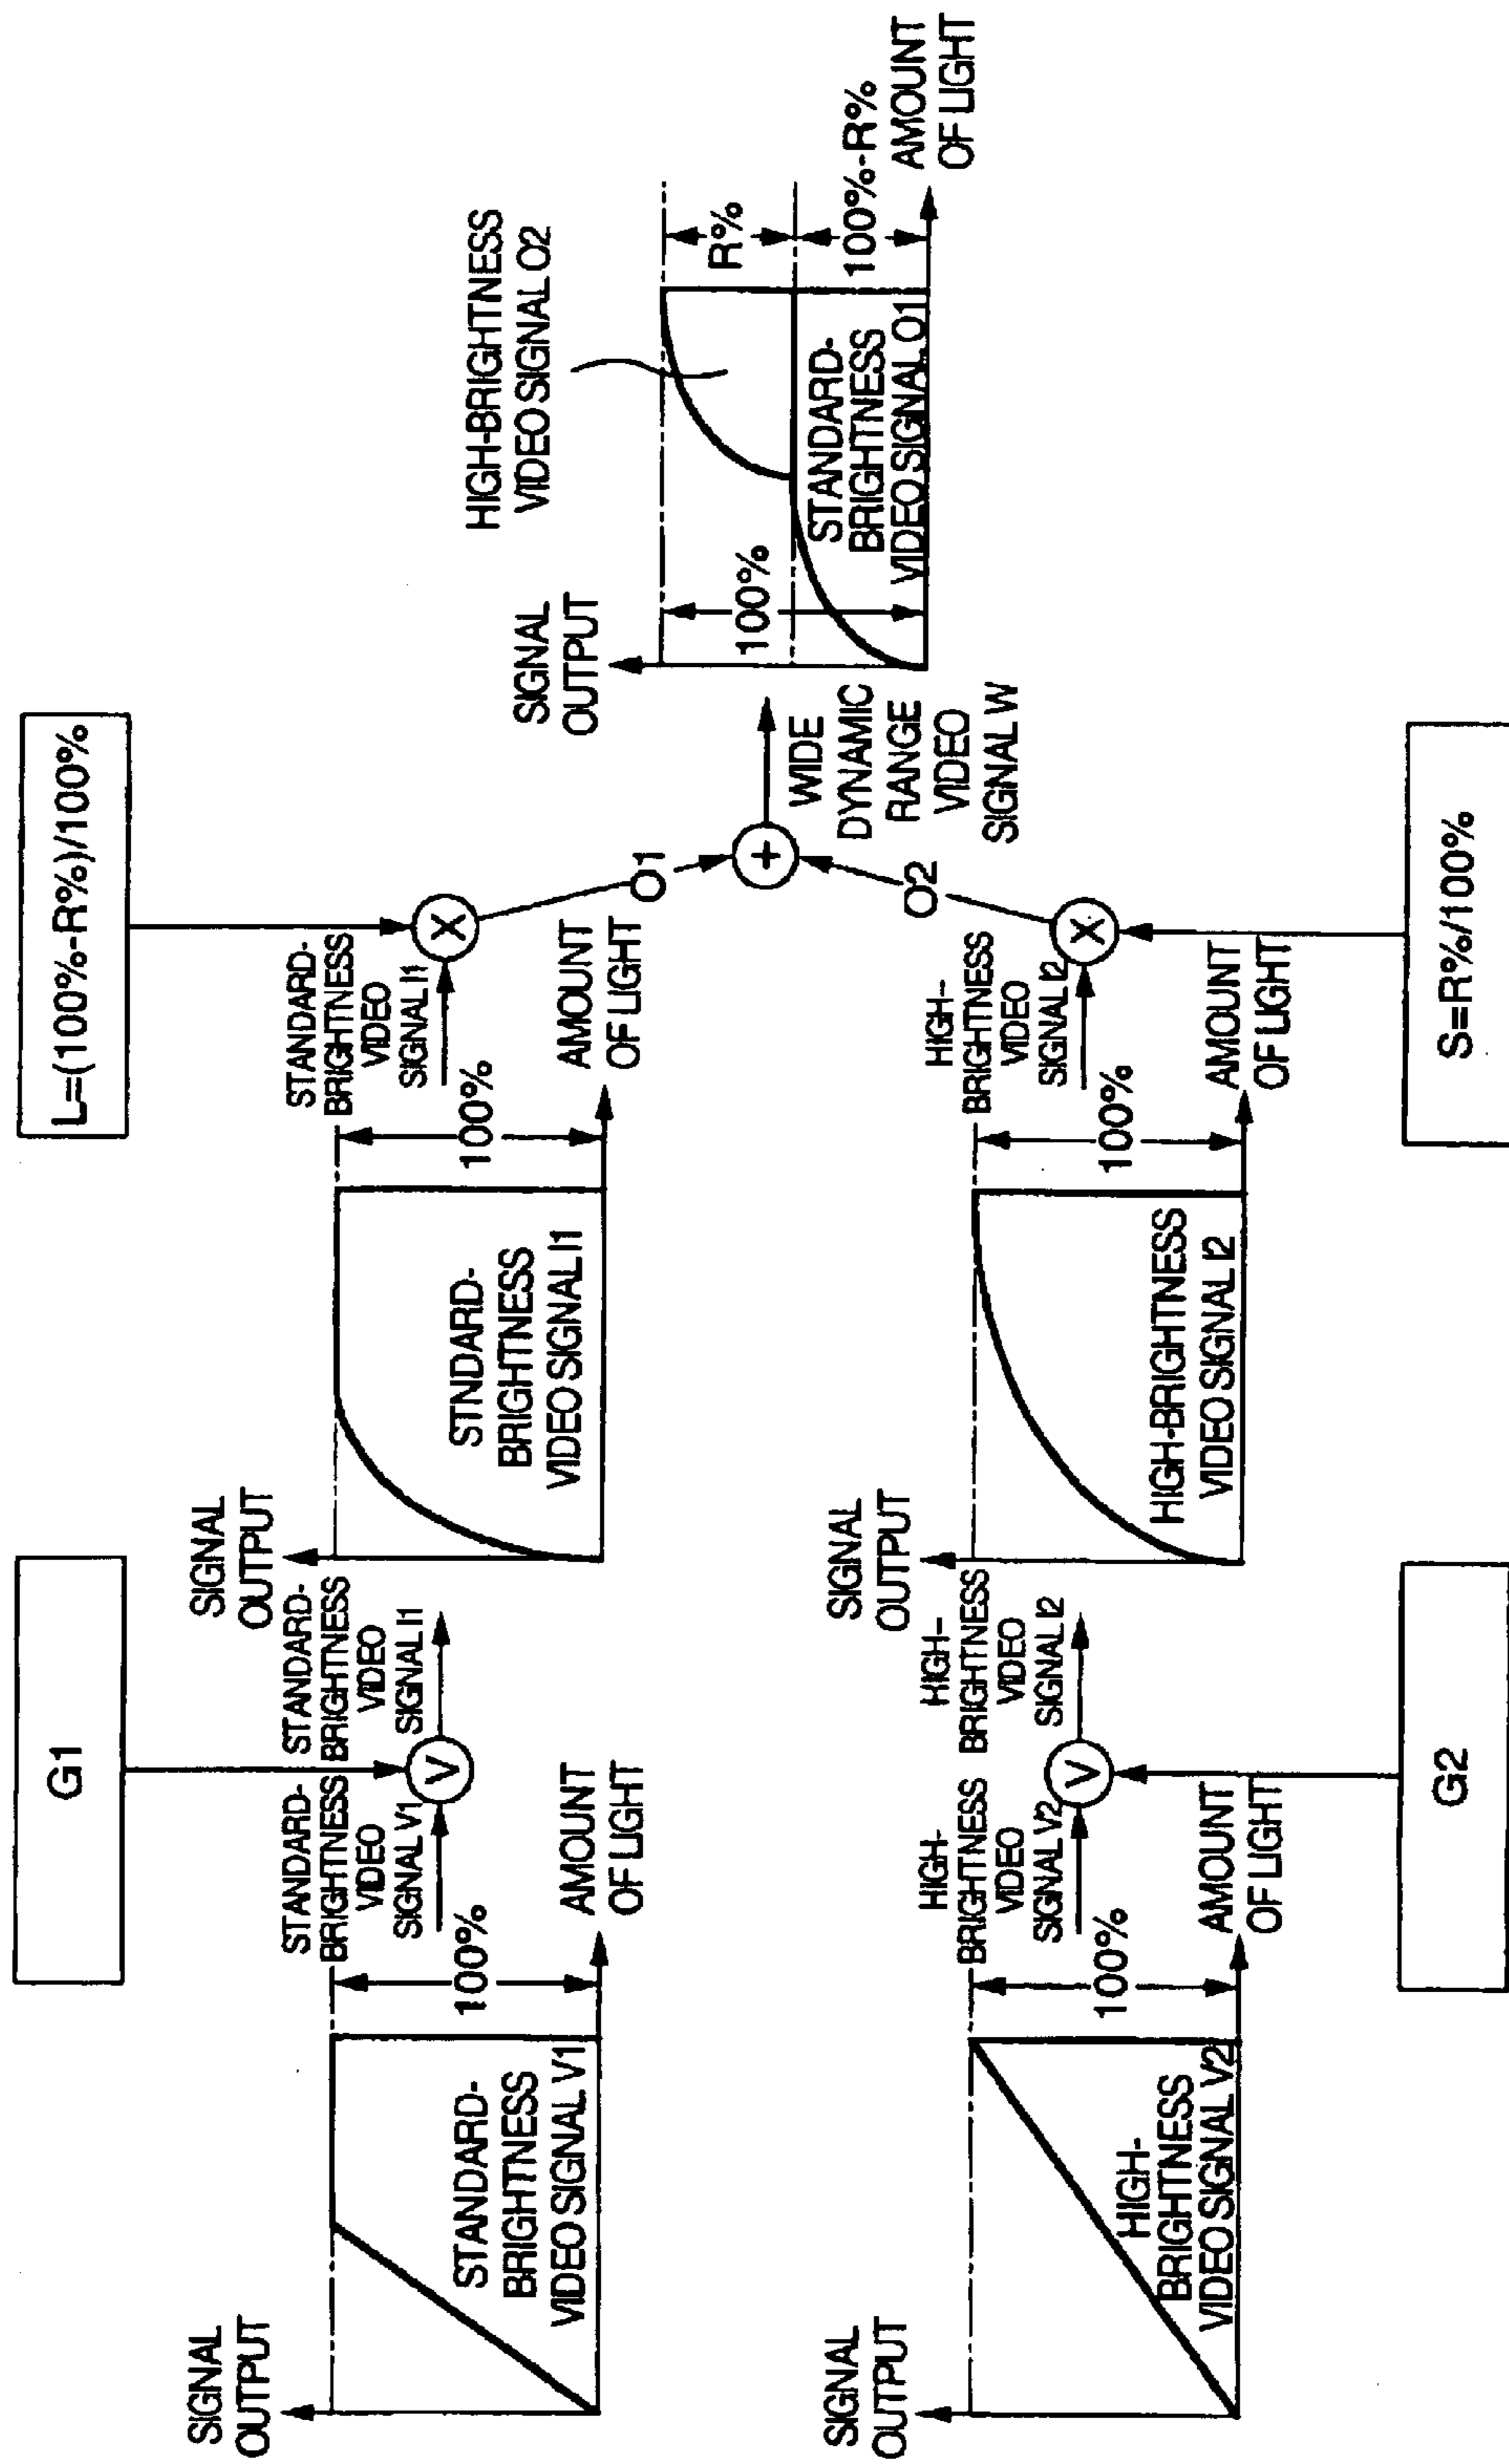 G1
L=(100%-R%)/100%
SIGNAL
OUTPUT
STANDARD-
BRIGHTNESS
VIDEO SIGNAL V1
100%
AMOUNT
OF LIGHT
STANDARD-
BRIGHTNESS
VIDEO
SIGNAL V1
V
STANDARD-
BRIGHTNESS
VIDEO
SIGNAL I1
SIGNAL
OUTPUT
STNDARD-
BRIGHTNESS
VIDEO SIGNAL I1
100%
AMOUNT
OF LIGHT
STANDARD-
BRIGHTNESS
VIDEO
SIGNAL I1
X
O1
+
WIDE
DYNAMIC
RANGE
VIDEO
SIGNAL W
SIGNAL
OUTPUT
100%
HIGH-BRIGHTNESS
VIDEO SIGNAL O2
STANDARD-
BRIGHTNESS
VIDEO SIGNAL O1
R%
100%-R%
AMOUNT
OF LIGHT
SIGNAL
OUTPUT
HIGH-
BRIGHTNESS
VIDEO SIGNAL V2
100%
AMOUNT
OF LIGHT
HIGH-
BRIGHTNESS
VIDEO
SIGNAL V2
V
HIGH-
BRIGHTNESS
VIDEO
SIGNAL I2
SIGNAL
OUTPUT
HIGH-BRIGHTNESS
VIDEO SIGNAL I2
100%
AMOUNT
OF LIGHT
HIGH-
BRIGHTNESS
VIDEO
SIGNAL I2
X
O2
G2
S=R%/100%